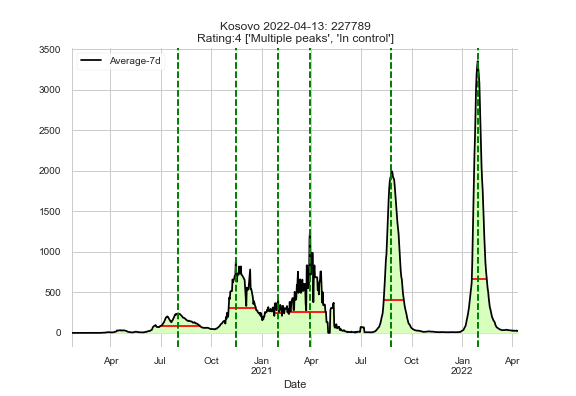 Kosovo 2022-04-13: 227789
Rating:4 ['Multiple peaks', 'In control']
Average-7d
3500
3000
2500
2000
1500
1000
500
0
Apr Jul Oct Jan Apr Jul Oct Jan Apr
2021 2022
Date